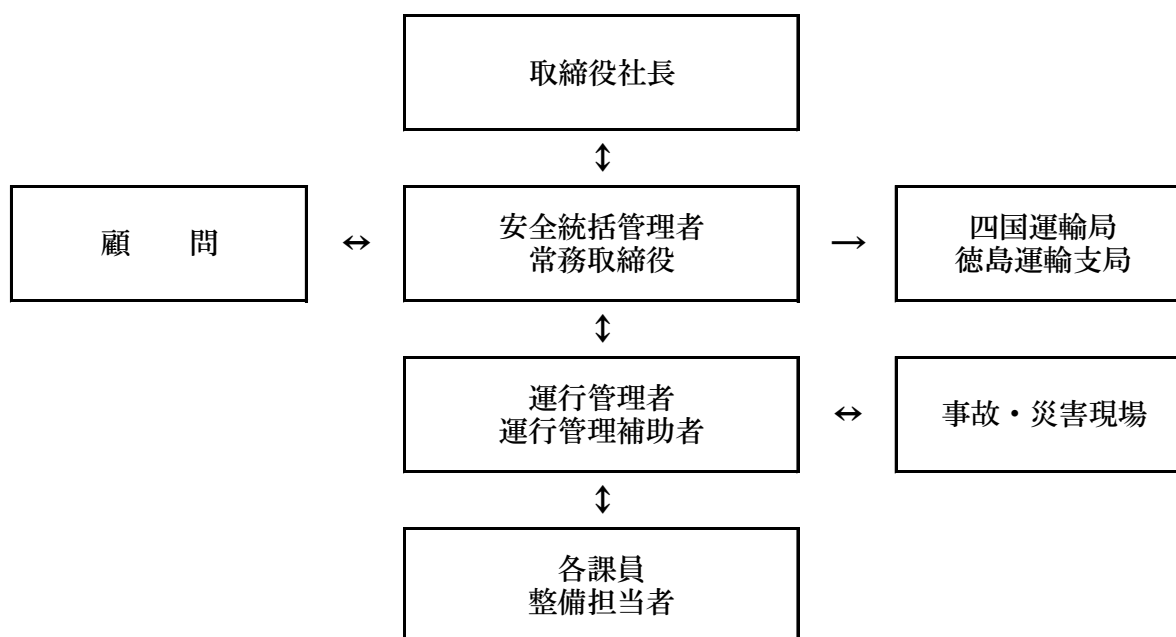 取締役社長
↕
顧　　問
↔
安全統括管理者
常務取締役
→
四国運輸局
徳島運輸支局
↕
運行管理者
運行管理補助者
↔
事故・災害現場
↕
各課員
整備担当者